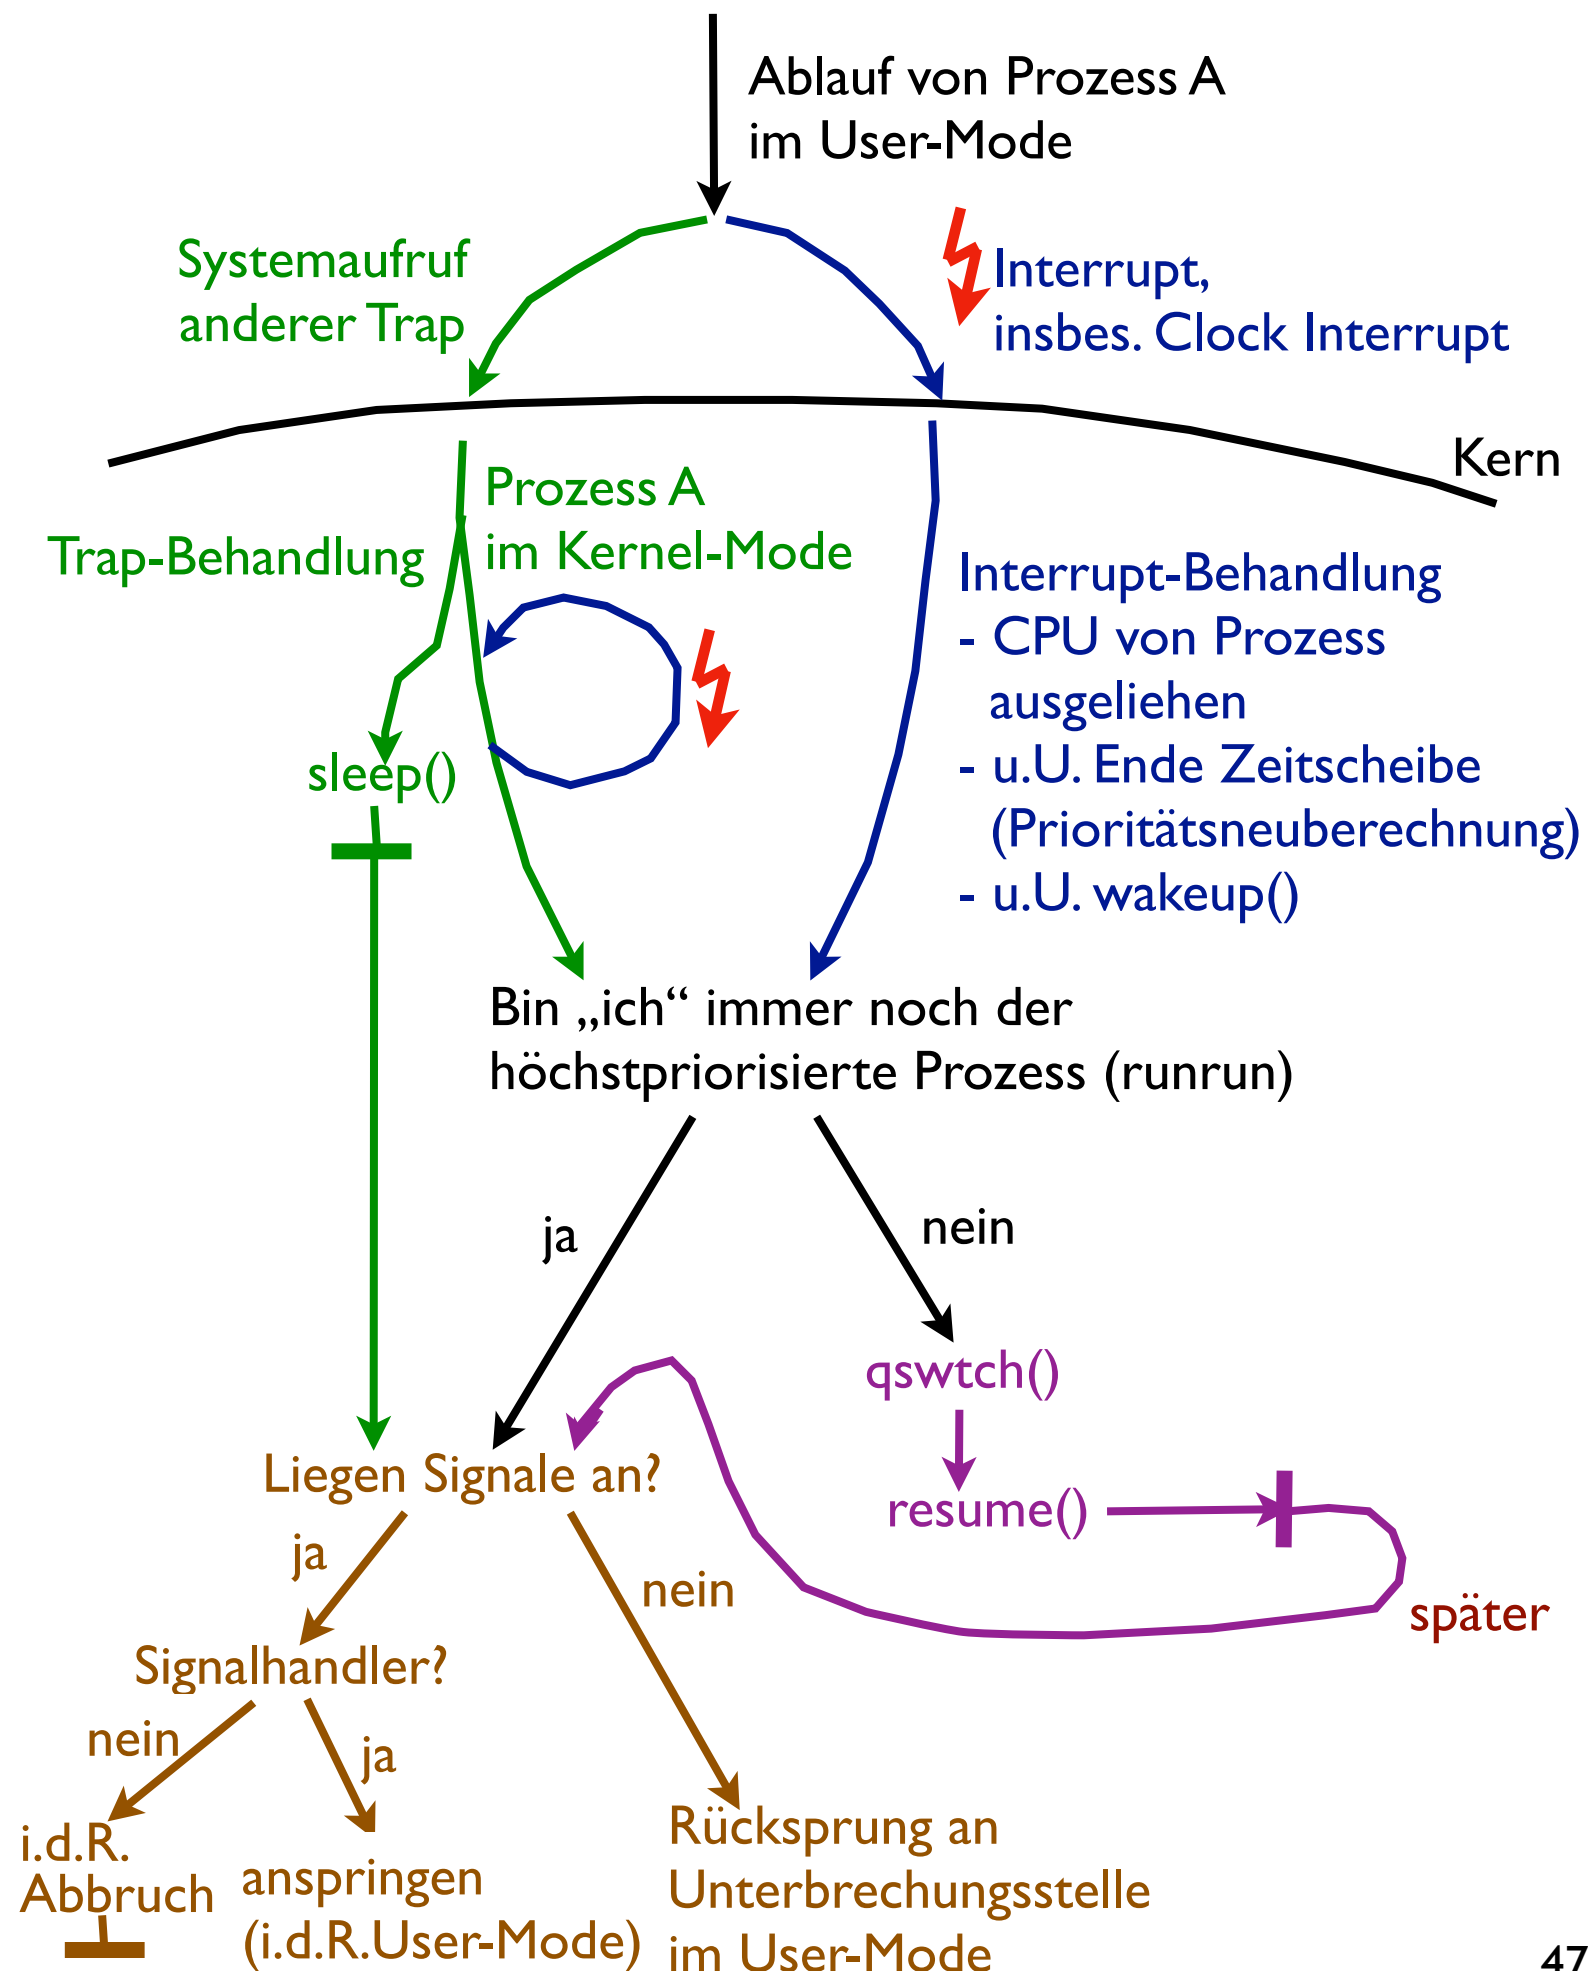 Ablauf von Prozess A
im User-Mode
Systemaufruf
anderer Trap
Interrupt,
insbes. Clock Interrupt
Kern
Prozess A
im Kernel-Mode
Trap-Behandlung
Interrupt-Behandlung
- CPU von Prozess
ausgeliehen
- u.U. Ende Zeitscheibe
(Prioritätsneuberechnung)
- u.U. wakeup()
sleep()
Bin „ich“ immer noch der
höchstpriorisierte Prozess (runrun)
ja
nein
qswtch()
Liegen Signale an?
resume()
ja
nein
später
Signalhandler?
nein
ja
i.d.R.
Abbruch
anspringen
(i.d.R.User-Mode)
Rücksprung an
Unterbrechungsstelle
im User-Mode
47